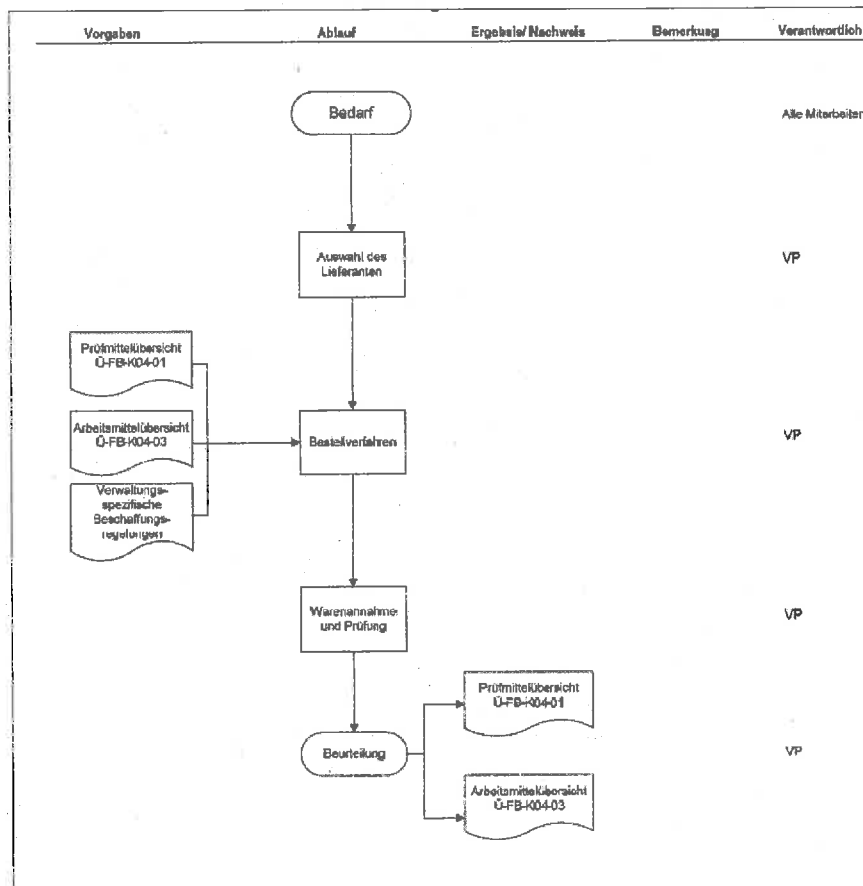 Vorgaben
Ablauf
Ergebnis/ Nachweis
Bemerkung
Verantwortlich
Bedarf
Alle Mitarbeiter
Auswahl des
Lieferanten
VP
Prüfmittelübersicht
Ü-FB-K04-01
Arbeitsmittelübersicht
Ü-FB-K04-03
Verwaltungs-
spezifische
Beschaffungs-
regelungen
Bestellverfahren
VP
Warenannahme
und Prüfung
VP
Prüfmittelübersicht
Ü-FB-K04-01
Beurteilung
VP
Arbeitsmittelübersicht
Ü-FB-K04-03